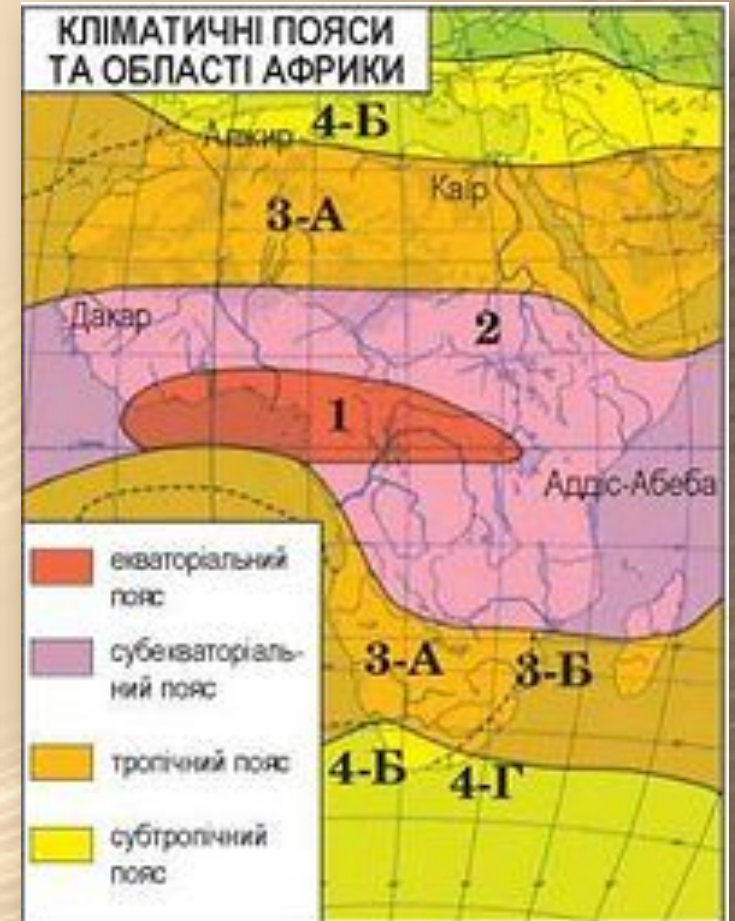 КЛІМАТИЧНІ ПОЯСИ
ТА ОБЛАСТІ АФРИКИ
4-Б
Алжир
Каїр
3-А
Дакар
2
1
Аддіс-Абеба
екваторіальний
пояс
субекваторіаль-
ний пояс
3-А
3-Б
тропічний пояс
4-Б
4-Г
субтропічний
пояс